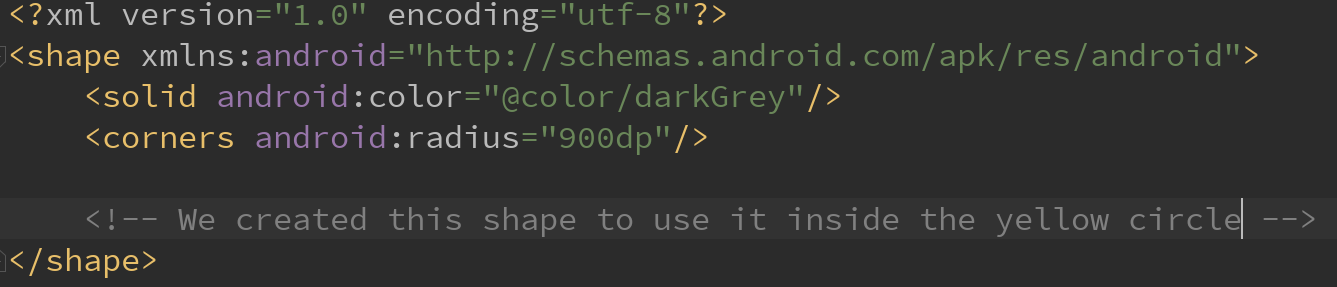 <?xml version="1.0" encoding="utf-8"?>
<shape xmlns:android="http://schemas.android.com/apk/res/android">
    <solid android:color="@color/darkGrey"/>
    <corners android:radius="900dp"/>

    <!-- We created this shape to use it inside the yellow circle -->
</shape>